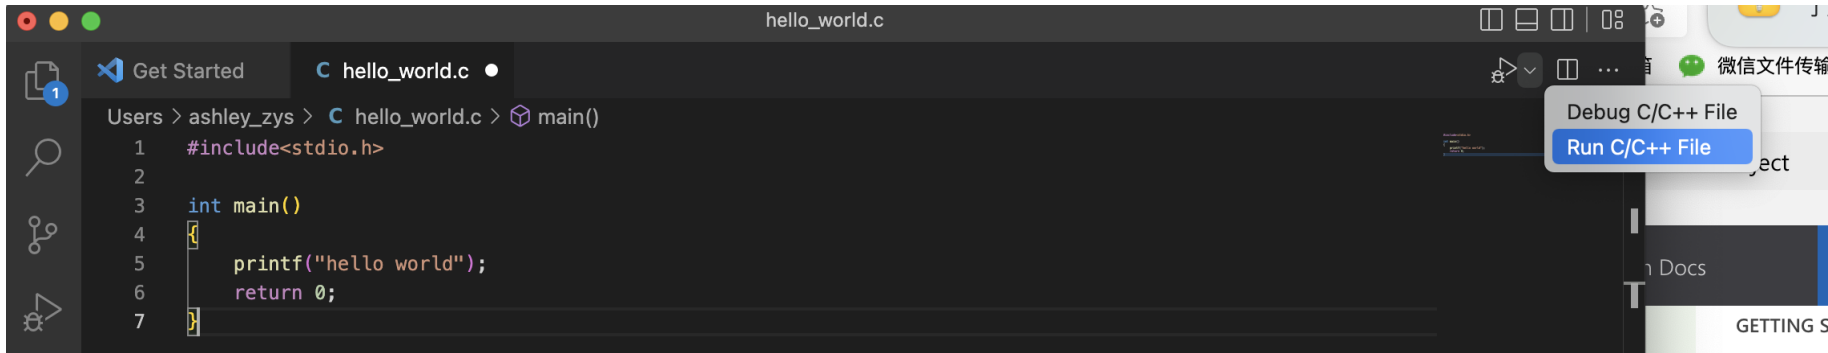 hello_world.c
Get Started
C hello_world.c
微信文件传输
Users > ashley_zys > C hello_world.c > main()
Debug C/C++ File
Run C/C++ File
1 #include<stdio.h>
2
3 int main()
4 {
5 printf("hello world");
6 return 0;
7 }
1
Docs
GETTING